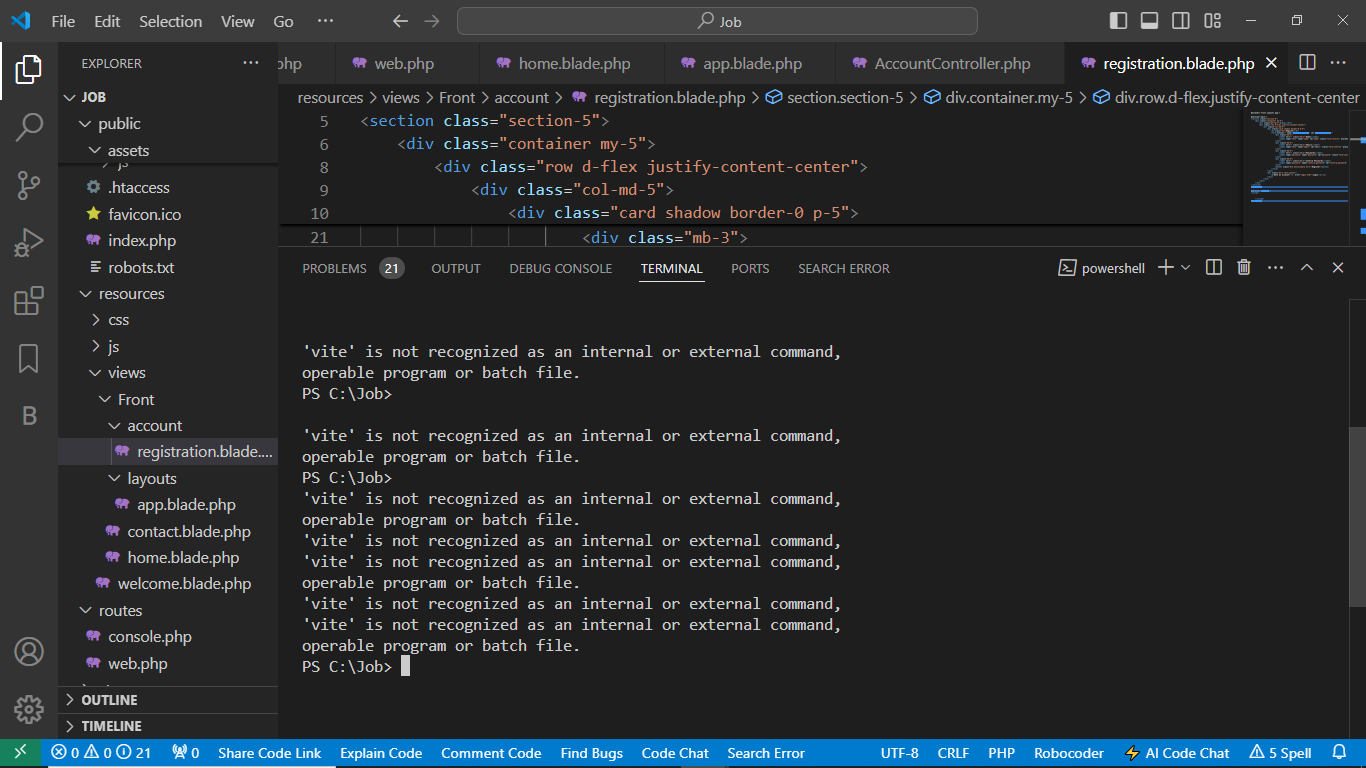 File Edit Selection View Go ··· Job
EXPLORER ···
php web.php home.blade.php app.blade.php AccountController.php registration.blade.php ···
JOB
public
assets
js
.htaccess
favicon.ico
index.php
robots.txt
resources
css
js
views
Front
account
registration.blade....
layouts
app.blade.php
contact.blade.php
home.blade.php
welcome.blade.php
routes
console.php
web.php
OUTLINE
TIMELINE
resources > views > Front > account > registration.blade.php > section.section-5 > div.container.my-5 > div.row.d-flex.justify-content-center
5 <section class="section-5">
6 <div class="container my-5">
8 <div class="row d-flex justify-content-center">
9 <div class="col-md-5">
10 <div class="card shadow border-0 p-5">
21 <div class="mb-3">
PROBLEMS 21 OUTPUT DEBUG CONSOLE TERMINAL PORTS SEARCH ERROR powershell ···
'vite' is not recognized as an internal or external command,
operable program or batch file.
PS C:\Job>
'vite' is not recognized as an internal or external command,
operable program or batch file.
PS C:\Job>
'vite' is not recognized as an internal or external command,
operable program or batch file.
'vite' is not recognized as an internal or external command,
'vite' is not recognized as an internal or external command,
operable program or batch file.
'vite' is not recognized as an internal or external command,
'vite' is not recognized as an internal or external command,
operable program or batch file.
PS C:\Job>
B
0 0 21 0 Share Code Link Explain Code Comment Code Find Bugs Code Chat Search Error UTF-8 CRLF PHP Robocoder AI Code Chat 5 Spell